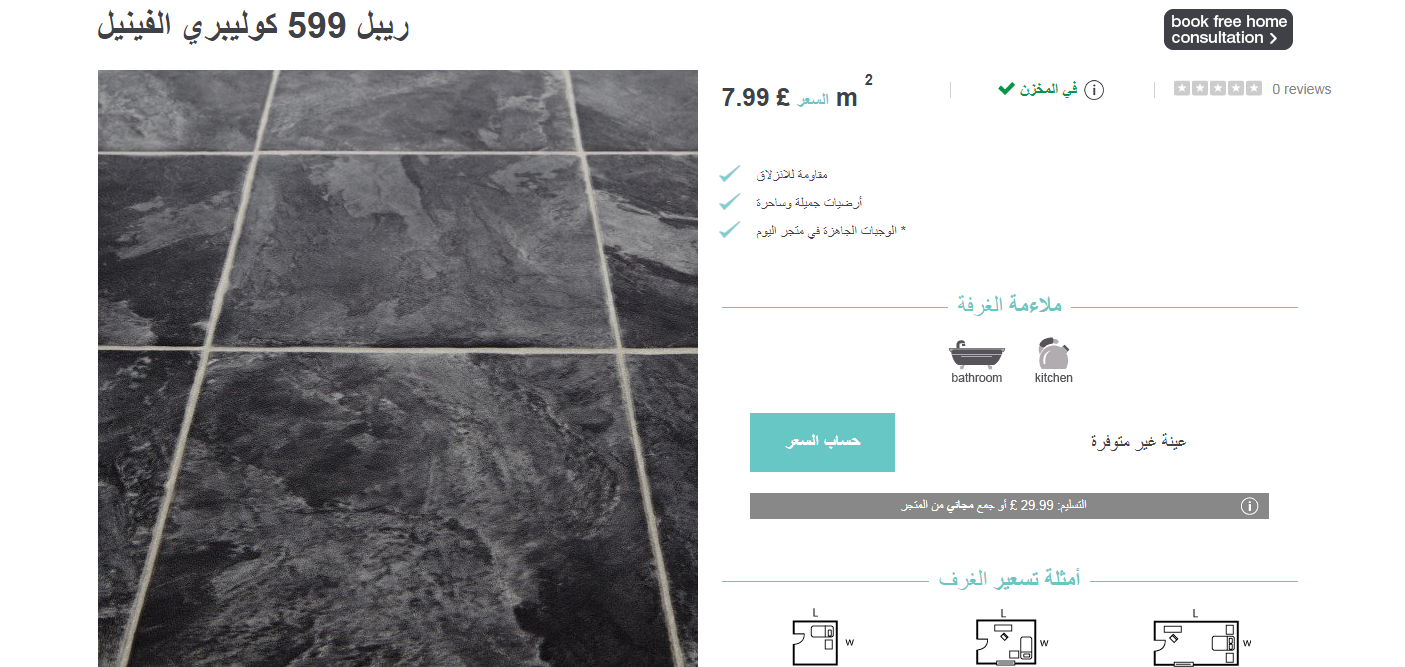 ريبل 599 كوليبري الفينيل
book free home
consultation >
7.99 £ السعر m 2
في المخزن i
0 reviews
مقاومة للانزلاق
أرضيات جميلة وساحرة
* الوجبات الجاهزة في متجر اليوم
ملاءمة الغرفة
bathroom
kitchen
حساب السعر
عينة غير متوفرة
التسليم: 29.99 £ أو جمع مجاني من المتجر i
أمثلة تسعير الغرف
L L L
W W W